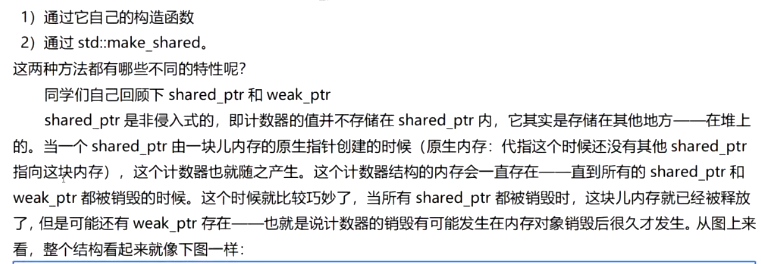 1）通过它自己的构造函数
2）通过 std::make_shared。
这两种方法都有哪些不同的特性呢？
同学们自己回顾下 shared_ptr 和 weak_ptr
shared_ptr 是非侵入式的，即计数器的值并不存储在 shared_ptr 内，它其实是存储在其他地方——在堆上
的。当一个 shared_ptr 由一块儿内存的原生指针创建的时候（原生内存：代指这个时候还没有其他 shared_ptr
指向这块内存），这个计数器也就随之产生。这个计数器结构的内存会一直存在——直到所有的 shared_ptr 和
weak_ptr 都被销毁的时候。这个时候就比较巧妙了，当所有 shared_ptr 都被销毁时，这块儿内存就已经被释放
了，但是可能还有 weak_ptr 存在——也就是说计数器的销毁有可能发生在内存对象销毁后很久才发生。从图上来
看，整个结构看起来就像下图一样：